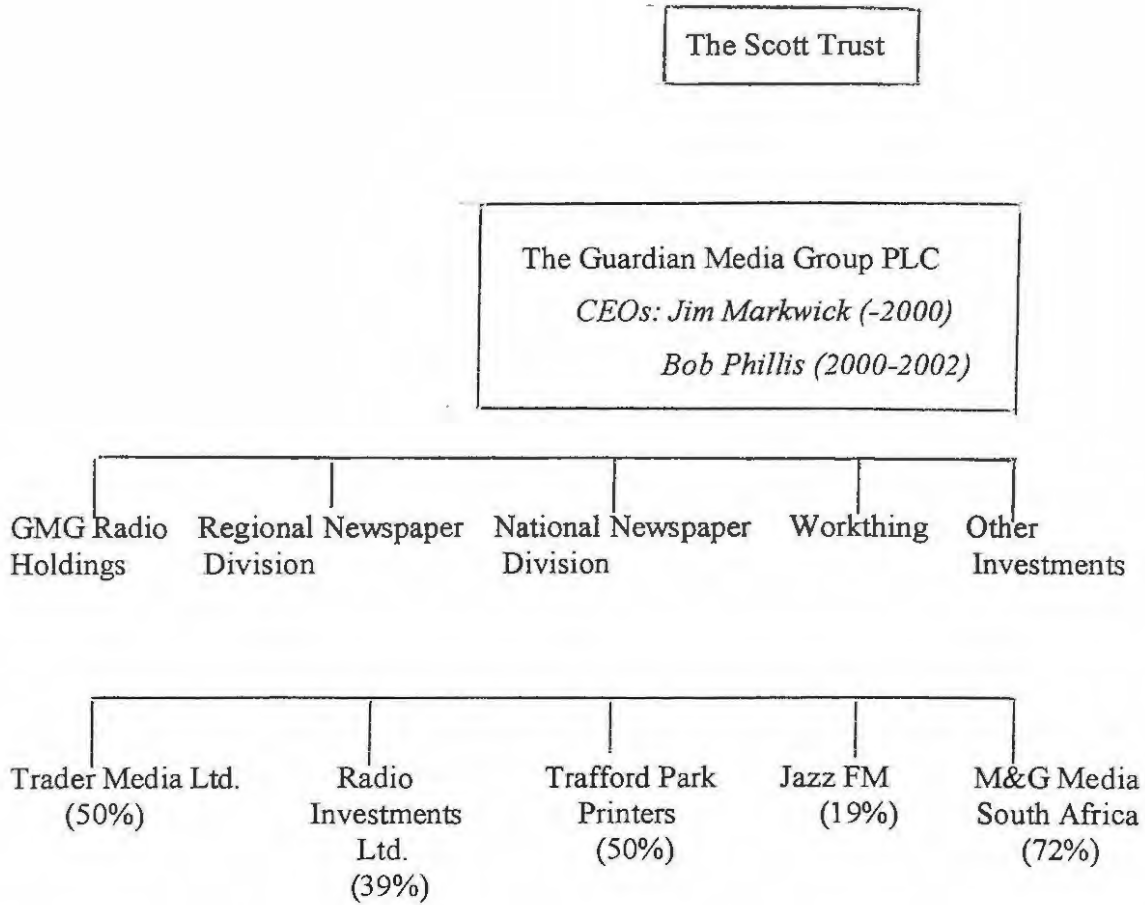 The Scott Trust
The Guardian Media Group PLC
CEOs: Jim Markwick (-2000)
Bob Phillis (2000-2002)
GMG Radio
Holdings
Regional Newspaper
Division
National Newspaper
Division
Workthing
Other
Investments
Trader Media Ltd.
(50%)
Radio
Investments
Ltd.
(39%)
Trafford Park
Printers
(50%)
Jazz FM
(19%)
M&G Media
South Africa
(72%)